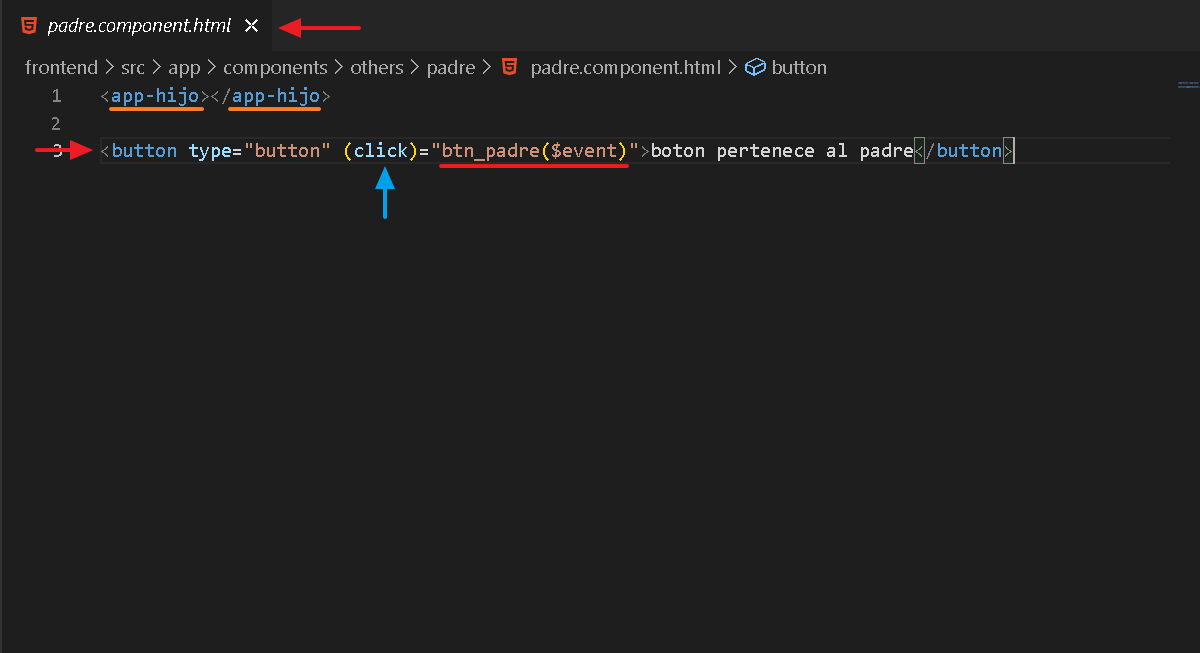 padre.component.html ×
frontend > src > app > components > others > padre > padre.component.html > button
1 <app-hijo></app-hijo>
2
3 <button type="button" (click)="btn_padre($event)">boton pertenece al padre</button>